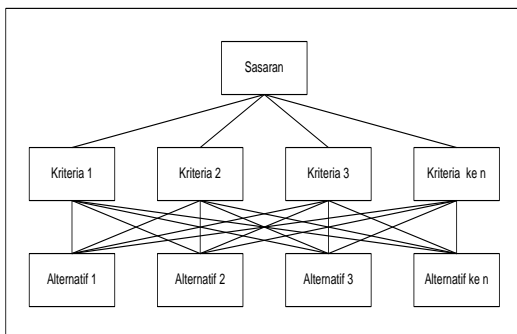 Sasaran
Kriteria 1
Kriteria 2
Kriteria 3
Kriteria ke n
Alternatif 1
Alternatif 2
Alternatif 3
Alternatif ke n